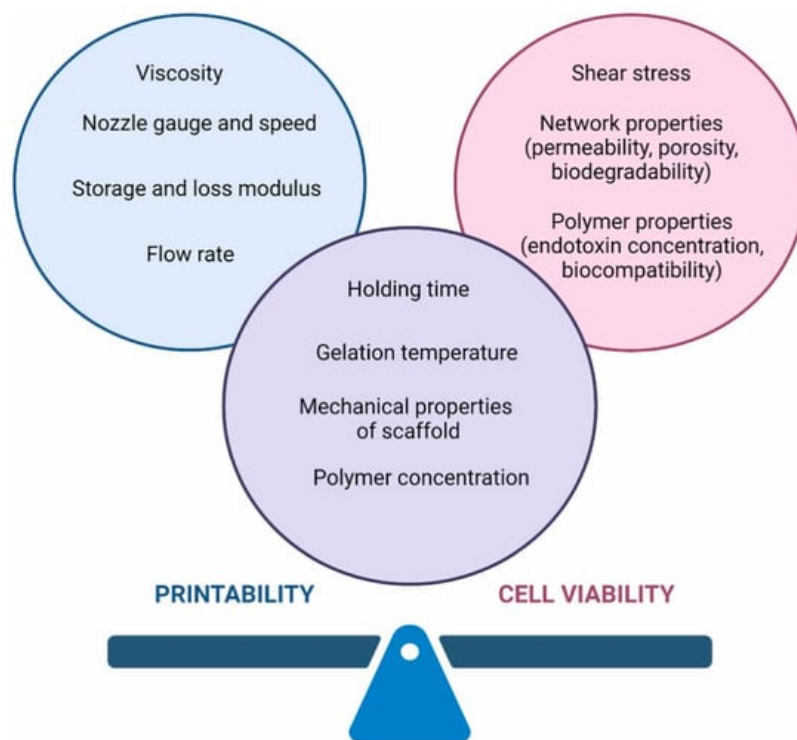 Viscosity
Nozzle gauge and speed
Storage and loss modulus
Flow rate
Shear stress
Network properties
(permeability, porosity,
biodegradability)
Polymer properties
(endotoxin concentration,
biocompatibility)
Holding time
Gelation temperature
Mechanical properties
of scaffold
Polymer concentration
PRINTABILITY
CELL VIABILITY